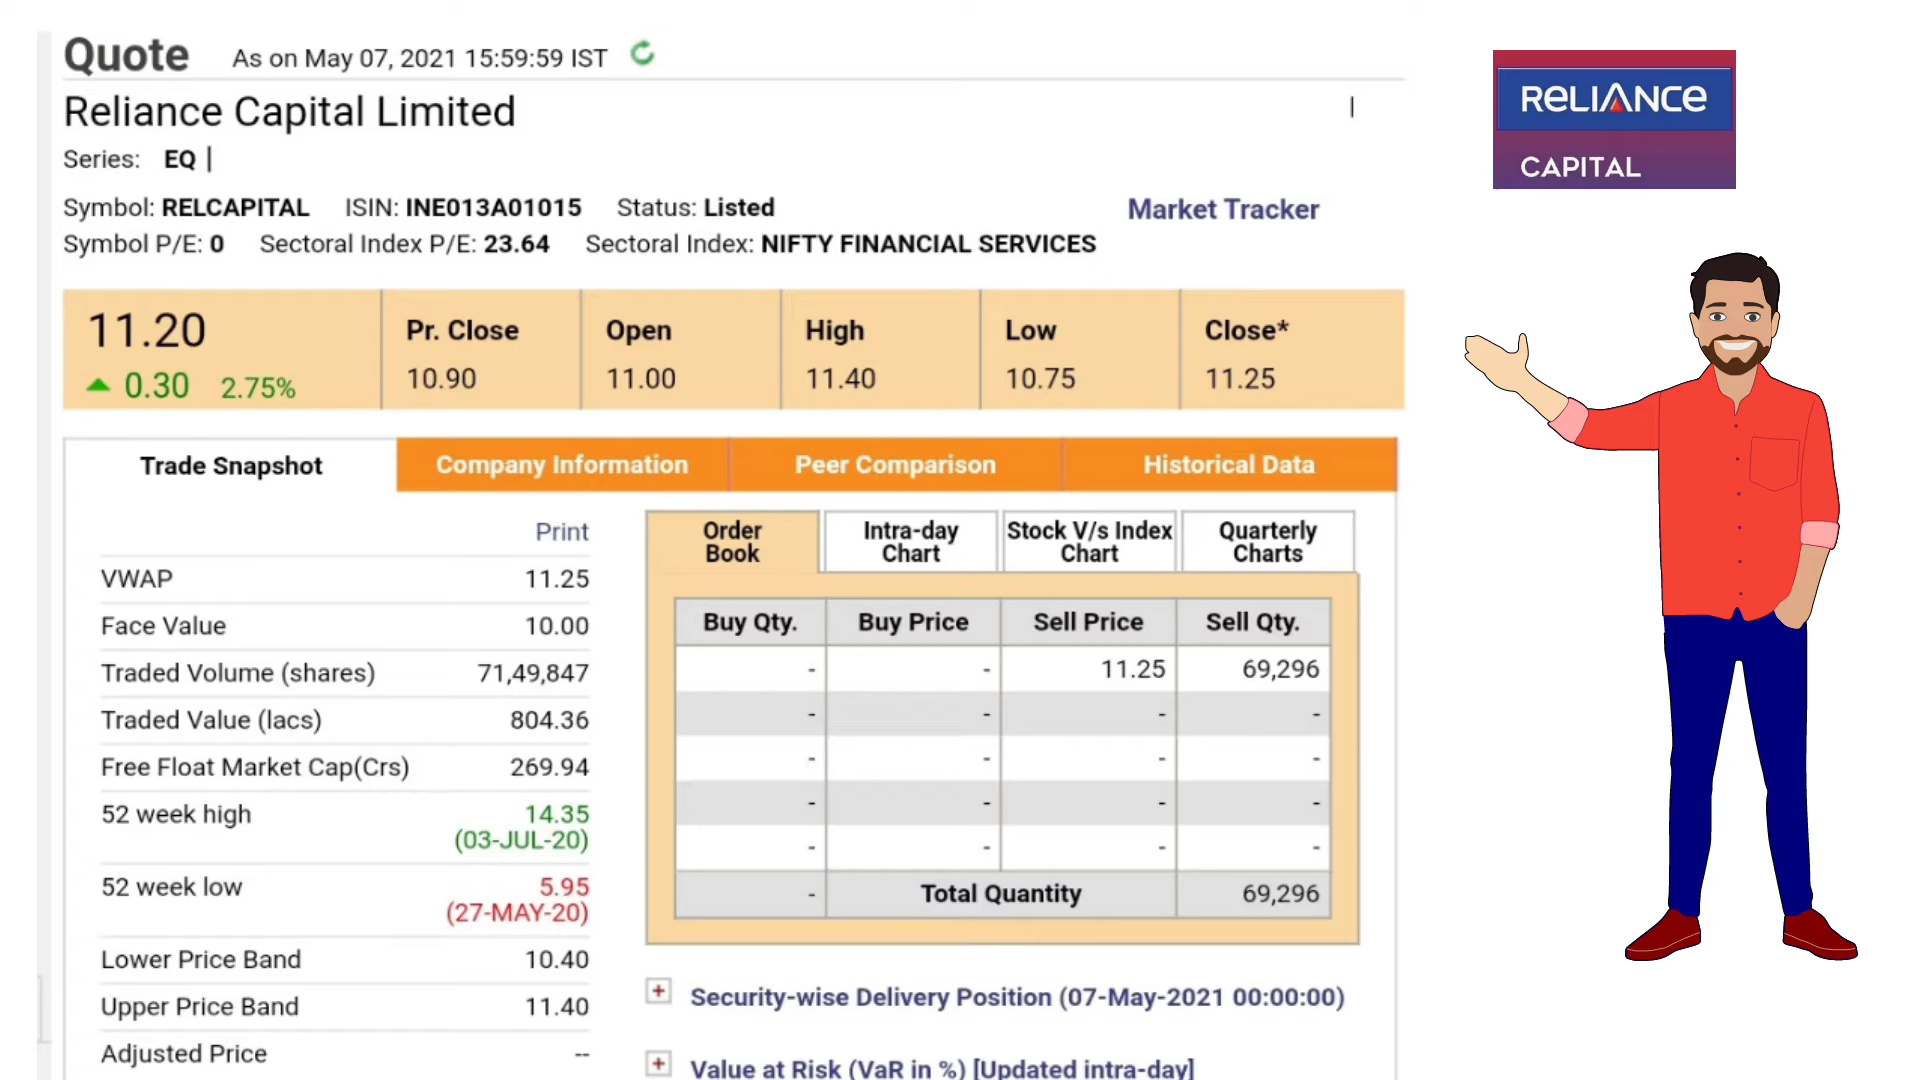 Quote As on May 07, 2021 15:59:59 IST
Reliance Capital Limited |
Series: EQ |
Symbol: RELCAPITAL ISIN: INE013A01015 Status: Listed Market Tracker
Symbol P/E: 0 Sectoral Index P/E: 23.64 Sectoral Index: NIFTY FINANCIAL SERVICES
11.20 Pr. Close Open High Low Close*
0.30 2.75% 10.90 11.00 11.40 10.75 11.25
Trade Snapshot Company Information Peer Comparison Historical Data
Print
VWAP 11.25
Face Value 10.00
Traded Volume (shares) 71,49,847
Traded Value (lacs) 804.36
Free Float Market Cap(Crs) 269.94
52 week high 14.35
(03-JUL-20)
52 week low 5.95
(27-MAY-20)
Lower Price Band 10.40
Upper Price Band 11.40
Adjusted Price --
Order Book Intra-day Chart Stock V/s Index Chart Quarterly Charts
Buy Qty. Buy Price Sell Price Sell Qty.
- - 11.25 69,296
- - - -
- - - -
- - - -
- - - -
- Total Quantity 69,296
+ Security-wise Delivery Position (07-May-2021 00:00:00)
+ Value at Risk (VaR in %) [Updated intra-day]
RELIANCE
CAPITAL